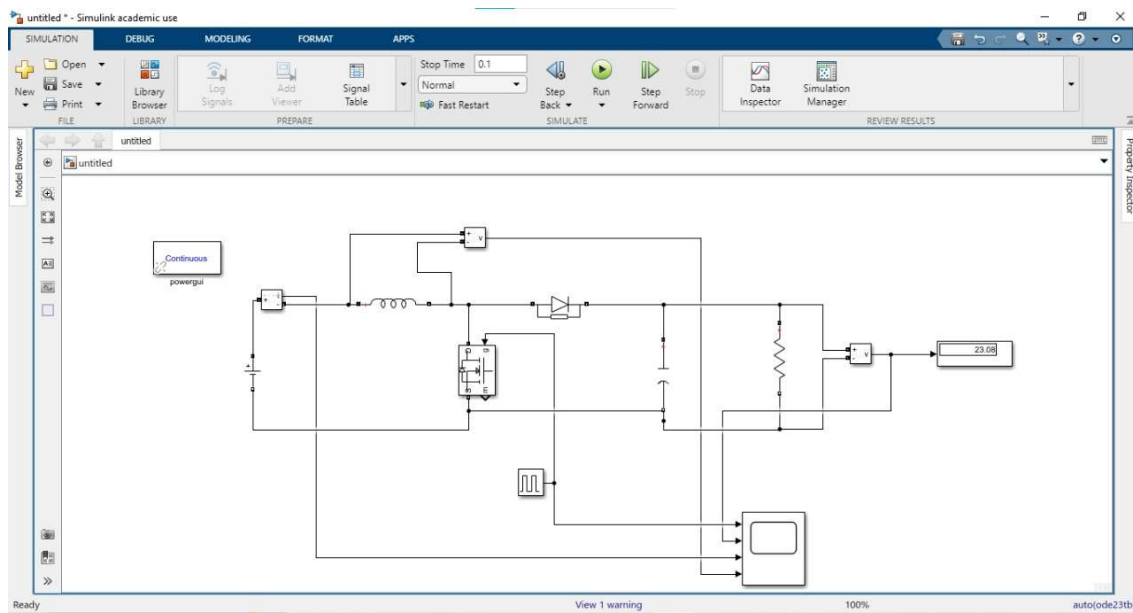 untitled * - Simulink academic use
SIMULATION DEBUG MODELING FORMAT APPS
New
Open
Save
Print
FILE
Library Browser
LIBRARY
Log Signals
Add Viewer
Signal Table
PREPARE
Stop Time 0.1
Normal
Fast Restart
Step Back
Run
Step Forward
Stop
SIMULATE
Data Inspector
Simulation Manager
REVIEW RESULTS
Model Browser
untitled
untitled
Property Inspector
Continuous
powergui
+ - v
+ - i
+
g
D
S
m
+ - v
23.08
Ready
View 1 warning
100%
auto(ode23tb